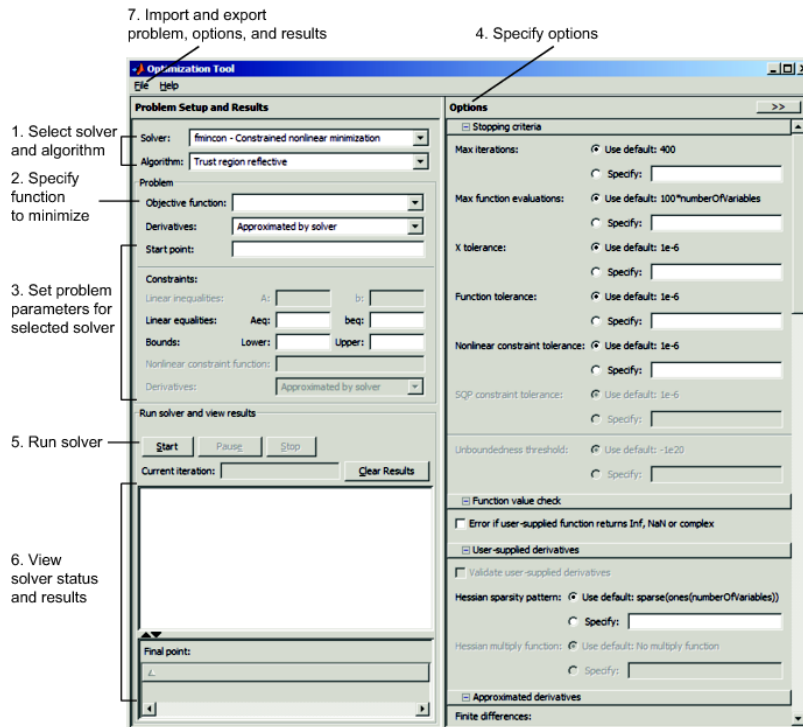 7. Import and export
problem, options, and results
4. Specify options
Optimization Tool
File Help
Problem Setup and Results
Options
>>
1. Select solver
and algorithm
Solver: fmincon - Constrained nonlinear minimization
Algorithm: Trust region reflective
2. Specify
function
to minimize
Problem
Objective function:
Derivatives: Approximated by solver
Start point:
3. Set problem
parameters for
selected solver
Constraints:
Linear inequalities: A: b:
Linear equalities: Aeq: beq:
Bounds: Lower: Upper:
Nonlinear constraint function:
Derivatives: Approximated by solver
Run solver and view results
5. Run solver
Start Pause Stop
Current iteration: Clear Results
6. View
solver status
and results
Final point:
Stopping criteria
Max iterations: Use default: 400
Specify:
Max function evaluations: Use default: 100*numberOfVariables
Specify:
X tolerance: Use default: 1e-6
Specify:
Function tolerance: Use default: 1e-6
Specify:
Nonlinear constraint tolerance: Use default: 1e-6
Specify:
SQP constraint tolerance: Use default: 1e-6
Specify:
Unboundedness threshold: Use default: -1e20
Specify:
Function value check
Error if user-supplied function returns Inf, NaN or complex
User-supplied derivatives
Validate user-supplied derivatives
Hessian sparsity pattern: Use default: sparse(ones(numberOfVariables))
Specify:
Hessian multiply function: Use default: No multiply function
Specify:
Approximated derivatives
Finite differences: